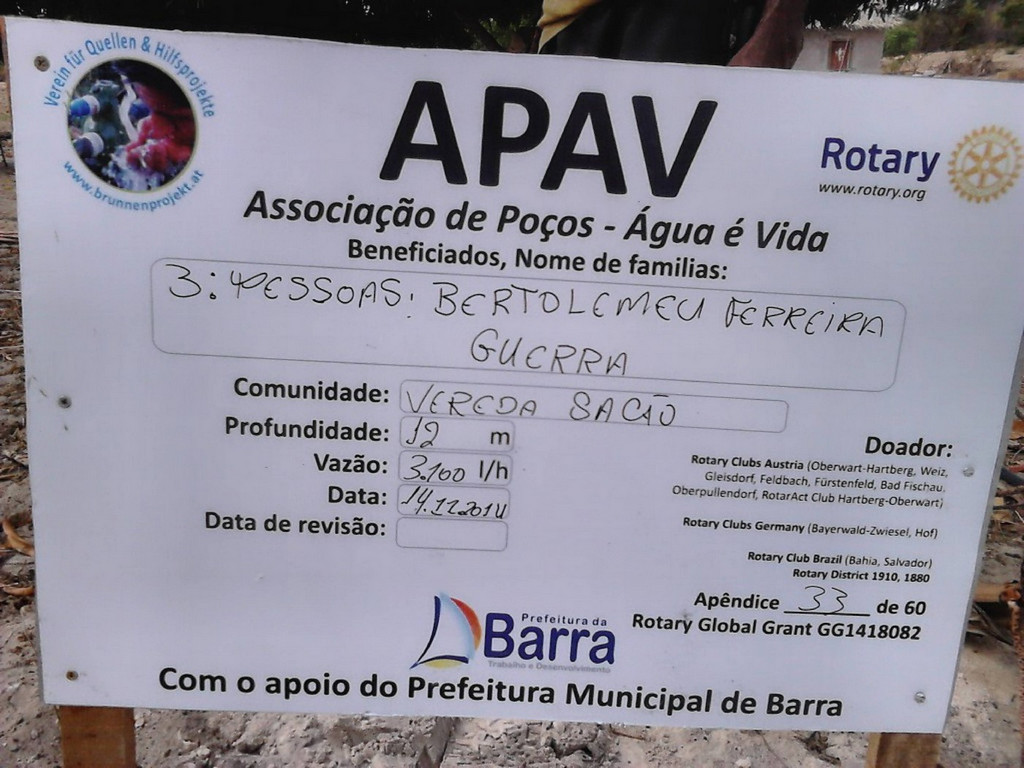 Verein für Quellen & Hilfsprojekte
www.brunnenprojekt.at
APAV
Rotary
www.rotary.org
Associação de Poços - Água é Vida
Beneficiados, Nome de familias:
3: 4PESSOAS: BERTOLEMEU FERREIRA
GUERRA
Comunidade: VEREDA SACÃO
Profundidade: 12 m
Vazão: 3.100 l/h
Data: 14.11.2014
Data de revisão:
Doador:
Rotary Clubs Austria (Oberwart-Hartberg, Weiz,
Gleisdorf, Feldbach, Fürstenfeld, Bad Fischau,
Oberpullendorf, RotarAct Club Hartberg-Oberwart)
Rotary Clubs Germany (Bayerwald-Zwiesel, Hof)
Rotary Club Brazil (Bahia, Salvador)
Rotary District 1910, 1880
Apêndice 33 de 60
Rotary Global Grant GG1418082
Prefeitura da
Barra
Trabalho e Desenvolvimento
Com o apoio do Prefeitura Municipal de Barra